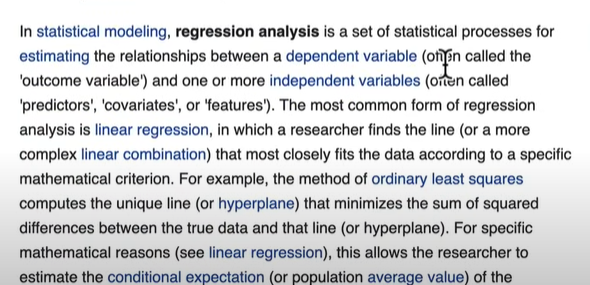 In statistical modeling, regression analysis is a set of statistical processes for
estimating the relationships between a dependent variable (often called the
'outcome variable') and one or more independent variables (often called
'predictors', 'covariates', or 'features'). The most common form of regression
analysis is linear regression, in which a researcher finds the line (or a more
complex linear combination) that most closely fits the data according to a specific
mathematical criterion. For example, the method of ordinary least squares
computes the unique line (or hyperplane) that minimizes the sum of squared
differences between the true data and that line (or hyperplane). For specific
mathematical reasons (see linear regression), this allows the researcher to
estimate the conditional expectation (or population average value) of the